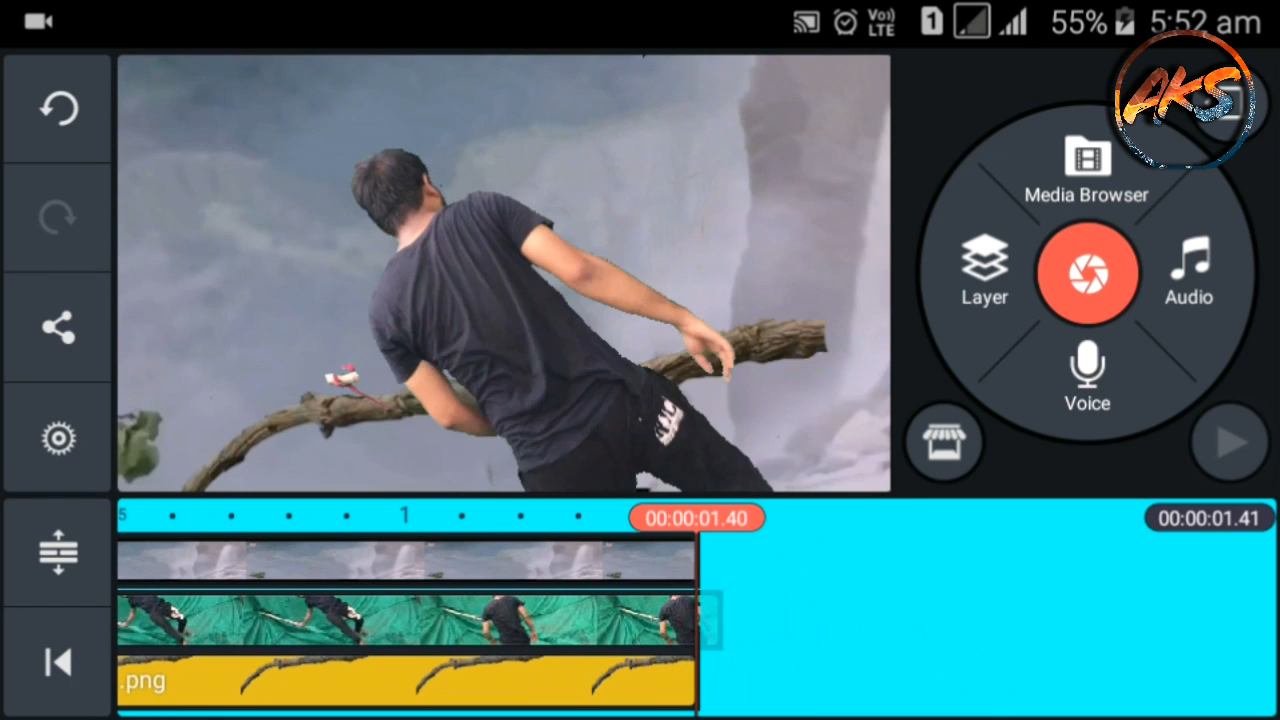 Vo)) LTE 1 55% 5:52 am
AKS
Media Browser
Layer
Audio
Voice
5 1 00:00:01.40 00:00:01.41
.png